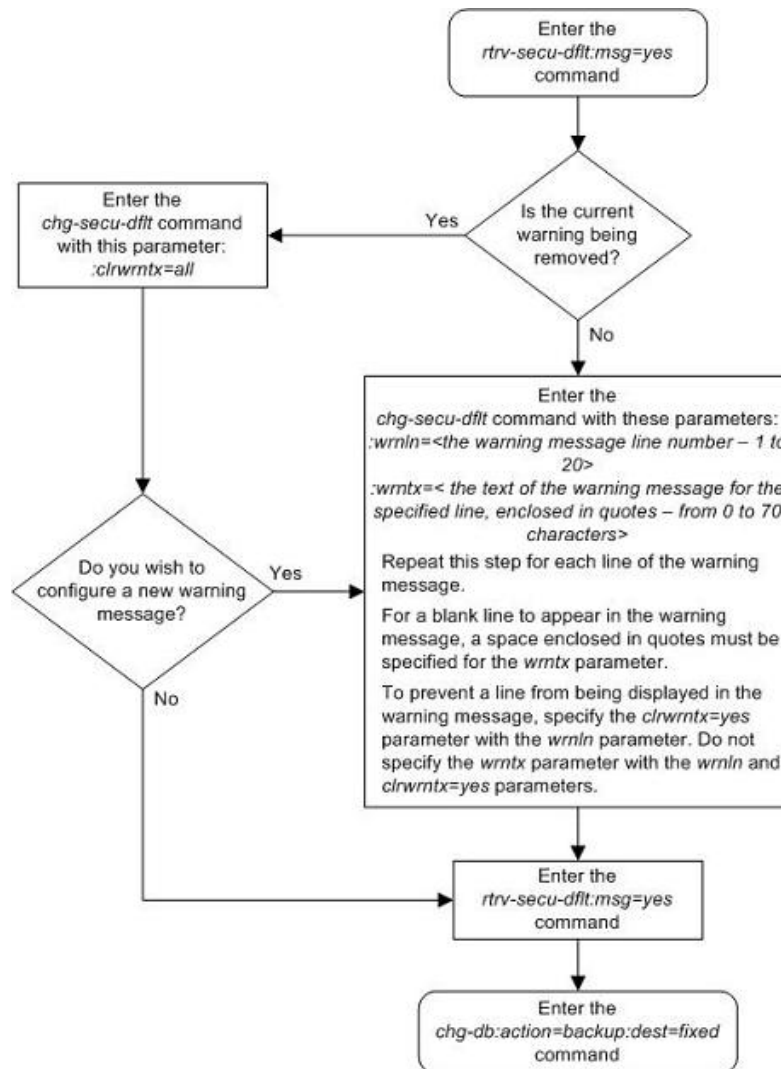 Enter the
rtrv-secu-dflt:msg=yes
command
Is the current
warning being
removed?
Yes
Enter the
chg-secu-dflt command
with this parameter:
:clrwrntx=all
No
Enter the
chg-secu-dflt command with these parameters:
:wrnln=<the warning message line number – 1 to
20>
:wrntx=< the text of the warning message for the
specified line, enclosed in quotes – from 0 to 70
characters>
Repeat this step for each line of the warning
message.
For a blank line to appear in the warning
message, a space enclosed in quotes must be
specified for the wrntx parameter.
To prevent a line from being displayed in the
warning message, specify the clrwrntx=yes
parameter with the wrnln parameter. Do not
specify the wrntx parameter with the wrnln and
clrwrntx=yes parameters.
Do you wish to
configure a new warning
message?
Yes
No
Enter the
rtrv-secu-dflt:msg=yes
command
Enter the
chg-db:action=backup:dest=fixed
command